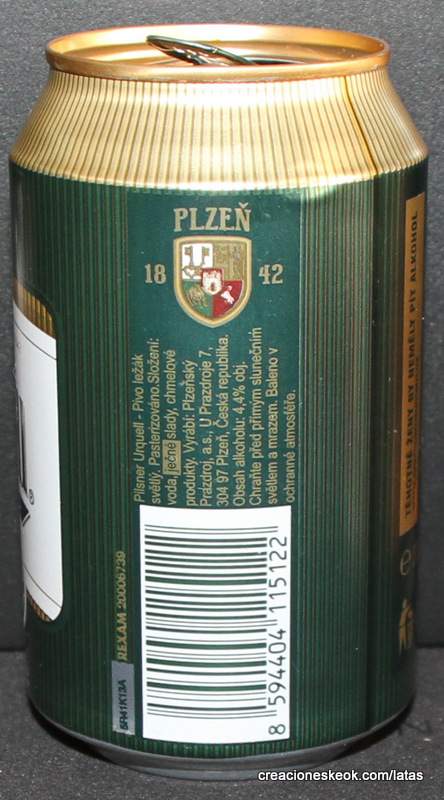 PLZEŇ
18 42
Pilsner Urquell - Pivo ležák
světlý. Pasterizováno. Složení:
voda, ječné slady, chmelové
produkty. Vyrábí: Plzeňský
Prazdroj, a.s., U Prazdroje 7,
304 97 Plzeň, Česká republika.
Obsah alkoholu: 4,4% obj.
Chraňte před přímým slunečním
světlem a mrazem. Baleno v
ochranné atmosféře.
TĚHOTNÉ ŽENY BY NEMĚLY PÍT ALKOHOL
REXAM 20006739
5R41K13A
8 594404 115122
®
creacioneskeok.com/latas